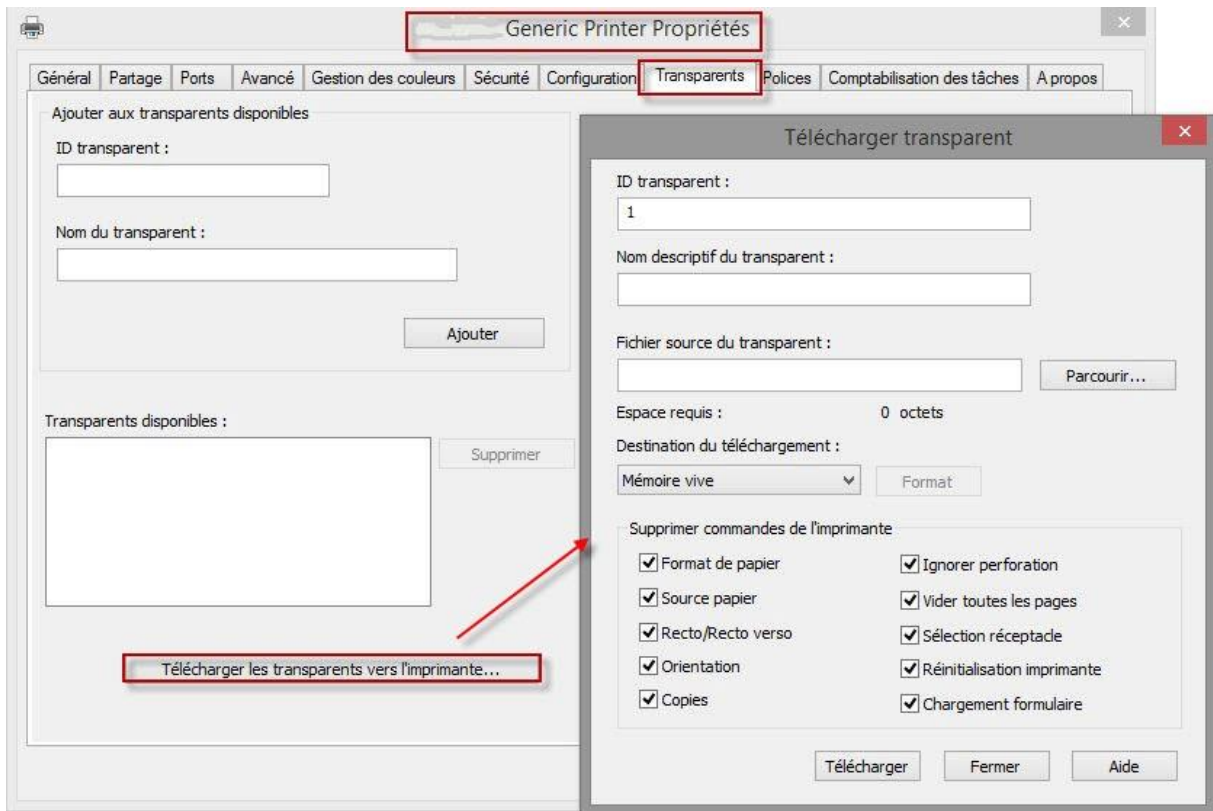 Generic Printer Propriétés
Général Partage Ports Avancé Gestion des couleurs Sécurité Configuration Transparents Polices Comptabilisation des tâches A propos
Ajouter aux transparents disponibles
ID transparent :
Nom du transparent :
Ajouter
Transparents disponibles :
Supprimer
Télécharger les transparents vers l'imprimante...
Télécharger transparent
ID transparent :
1
Nom descriptif du transparent :
Fichier source du transparent :
Parcourir...
Espace requis : 0 octets
Destination du téléchargement :
Mémoire vive Format
Supprimer commandes de l'imprimante
Format de papier Ignorer perforation
Source papier Vider toutes les pages
Recto/Recto verso Sélection réceptacle
Orientation Réinitialisation imprimante
Copies Chargement formulaire
Télécharger Fermer Aide